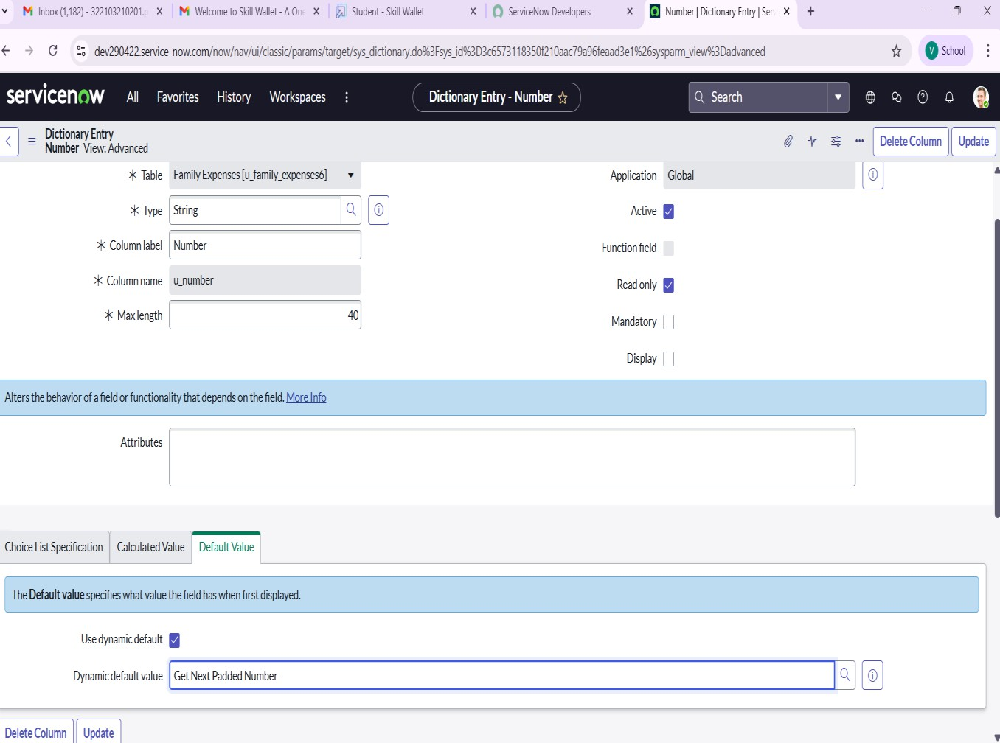 Inbox (1,182) - 322103210201.p
Welcome to Skill Wallet - A One
Student - Skill Wallet
ServiceNow Developers
Number | Dictionary Entry | Serv
dev290422.service-now.com/now/nav/ui/classic/params/target/sys_dictionary.do%3Fsys_id%3D3c6573118350f210aac79a96feaad3e1%26sysparm_view%3Dadvanced
V School
servicenow All Favorites History Workspaces Dictionary Entry - Number Search
Dictionary Entry
Number View: Advanced
Delete Column Update
Table Family Expenses [u_family_expenses6] Application Global
Type String Active
Column label Number Function field
Column name u_number Read only
Max length 40 Mandatory
Display
Alters the behavior of a field or functionality that depends on the field. More Info
Attributes
Choice List Specification Calculated Value Default Value
The Default value specifies what value the field has when first displayed.
Use dynamic default
Dynamic default value Get Next Padded Number
Delete Column Update